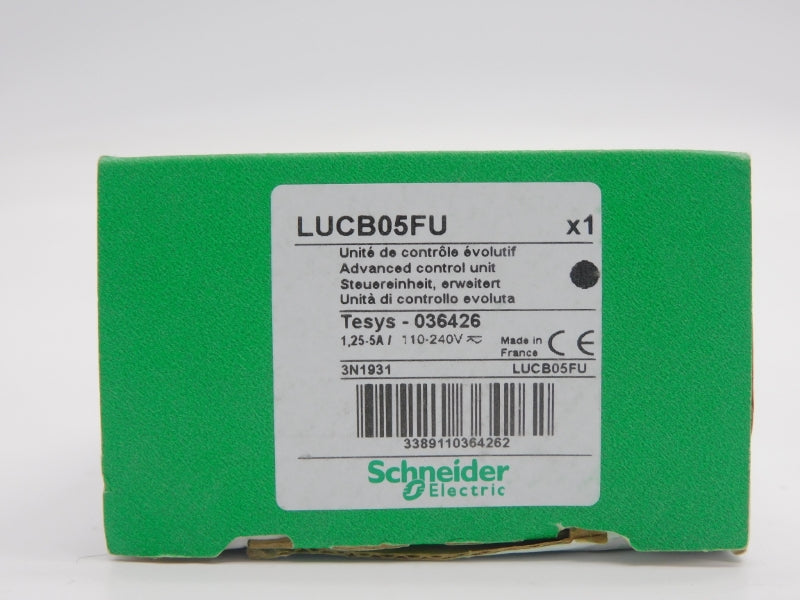 LUCB05FU x1
Unité de contrôle évolutif
Advanced control unit
Steuereinheit, erweitert
Unità di controllo evoluta
Tesys - 036426
1,25-5A / 110-240V Made in France CE
3N1931 LUCB05FU
3389110364262
Schneider
Electric